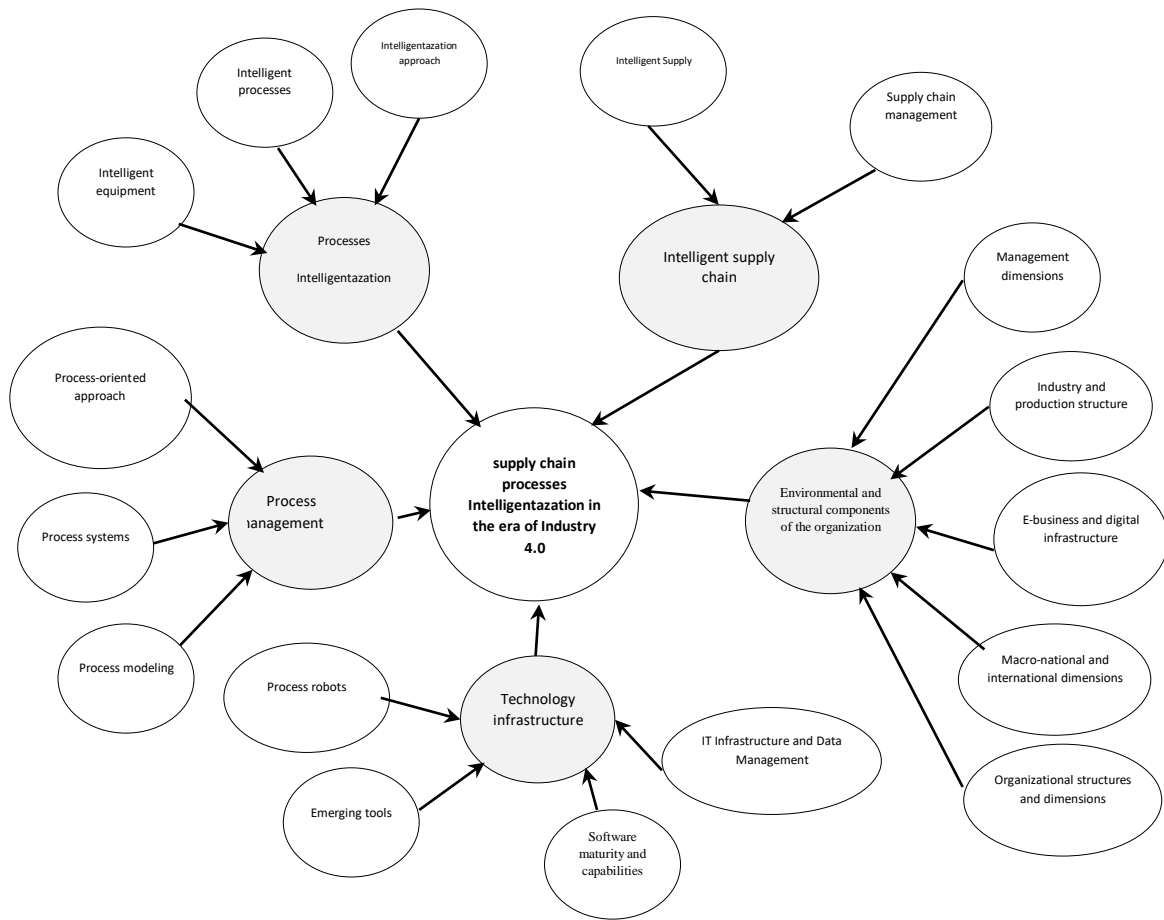 Intelligentazation
approach
Intelligent
processes
Intelligent Supply
Supply chain
management
Intelligent
equipment
Processes
Intelligentazation
Intelligent supply
chain
Management
dimensions
Process-oriented
approach
Industry and
production structure
supply chain
processes
Intelligentazation in
the era of Industry
4.0
Process
management
Environmental and
structural components
of the organization
E-business and digital
infrastructure
Process systems
Process modeling
Macro-national and
international dimensions
Process robots
Technology
infrastructure
IT Infrastructure and Data
Management
Organizational structures
and dimensions
Emerging tools
Software
maturity and
capabilities